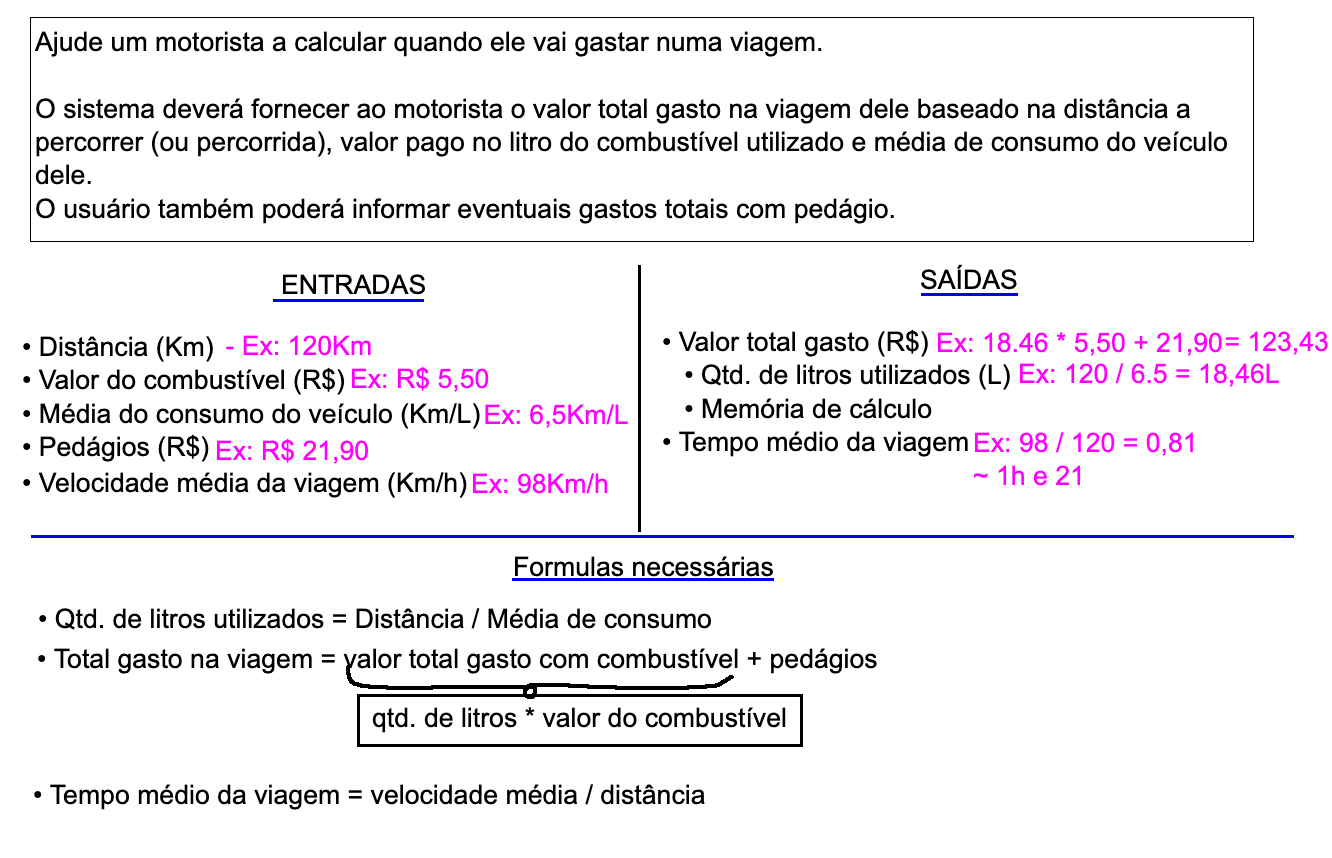 Ajude um motorista a calcular quando ele vai gastar numa viagem.
O sistema deverá fornecer ao motorista o valor total gasto na viagem dele baseado na distância a
percorrer (ou percorrida), valor pago no litro do combustível utilizado e média de consumo do veículo
dele.
O usuário também poderá informar eventuais gastos totais com pedágio.
ENTRADAS
• Distância (Km) - Ex: 120Km
• Valor do combustível (R$) Ex: R$ 5,50
• Média do consumo do veículo (Km/L) Ex: 6,5Km/L
• Pedágios (R$) Ex: R$ 21,90
• Velocidade média da viagem (Km/h) Ex: 98Km/h
SAÍDAS
• Valor total gasto (R$) Ex: 18.46 * 5,50 + 21,90= 123,43
• Qtd. de litros utilizados (L) Ex: 120 / 6.5 = 18,46L
• Memória de cálculo
• Tempo médio da viagem Ex: 98 / 120 = 0,81
~ 1h e 21
Formulas necessárias
• Qtd. de litros utilizados = Distância / Média de consumo
• Total gasto na viagem = valor total gasto com combustível + pedágios
qtd. de litros * valor do combustível
• Tempo médio da viagem = velocidade média / distância